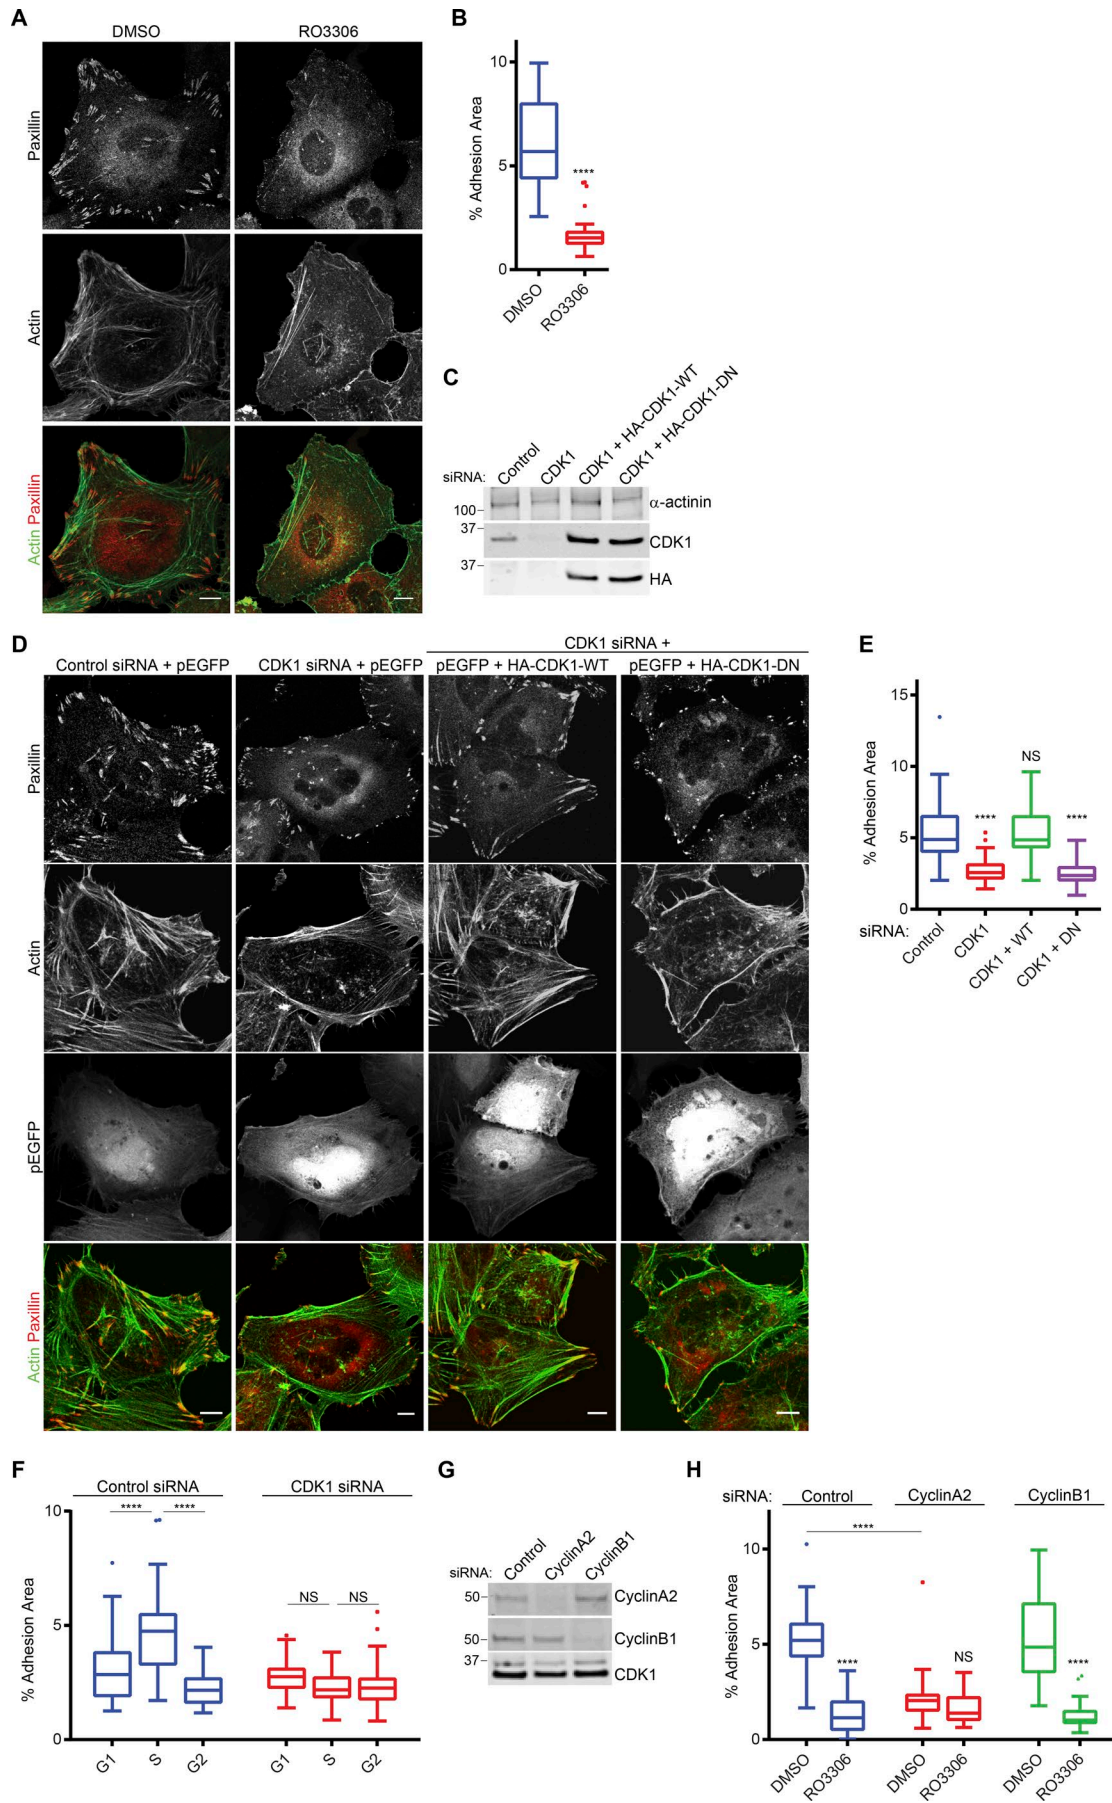 A
DMSO
RO3306
Paxillin
Actin
Actin Paxillin
B
% Adhesion Area
10
5
0
****
DMSO
RO3306
C
siRNA:
Control
CDK1
CDK1 + HA-CDK1-WT
CDK1 + HA-CDK1-DN
100
α-actinin
37
CDK1
37
HA
D
CDK1 siRNA +
Control siRNA + pEGFP
CDK1 siRNA + pEGFP
pEGFP + HA-CDK1-WT
pEGFP + HA-CDK1-DN
Paxillin
Actin
pEGFP
Actin Paxillin
E
% Adhesion Area
15
10
5
0
****
NS
****
siRNA:
Control
CDK1
CDK1 + WT
CDK1 + DN
F
Control siRNA
CDK1 siRNA
% Adhesion Area
10
5
0
****
****
NS
NS
G1
S
G2
G1
S
G2
G
siRNA:
Control
CyclinA2
CyclinB1
50
CyclinA2
50
CyclinB1
37
CDK1
H
siRNA:
Control
CyclinA2
CyclinB1
% Adhesion Area
10
5
0
****
****
NS
****
DMSO
RO3306
DMSO
RO3306
DMSO
RO3306